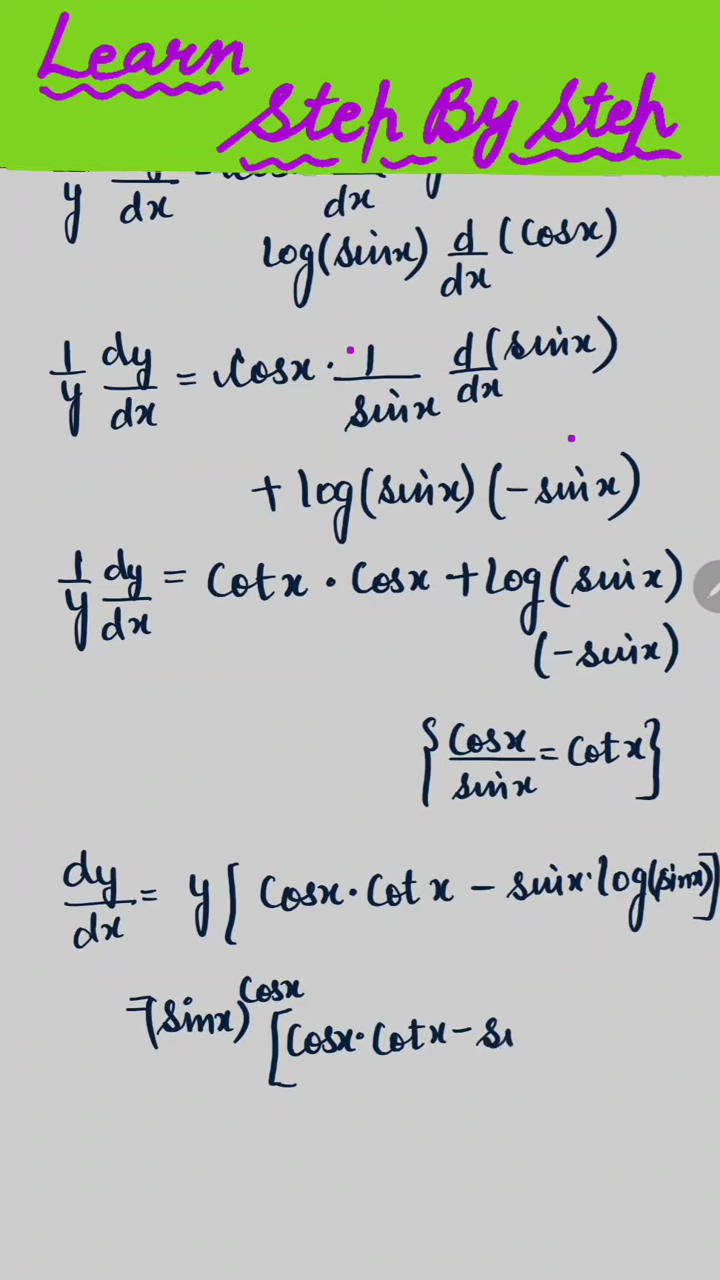 Learn
Step By Step
y dx dx y
log(sinx) d/dx (cosx)
1/y dy/dx = cosx · 1/sinx d/dx (sinx)
+ log(sinx) (-sinx)
1/y dy/dx = cotx · cosx + log(sinx)
(-sinx)
{cosx/sinx = cotx}
dy/dx = y [cosx·cotx - sinx·log(sinx)]
=(sinx)^cosx [cosx·cotx -